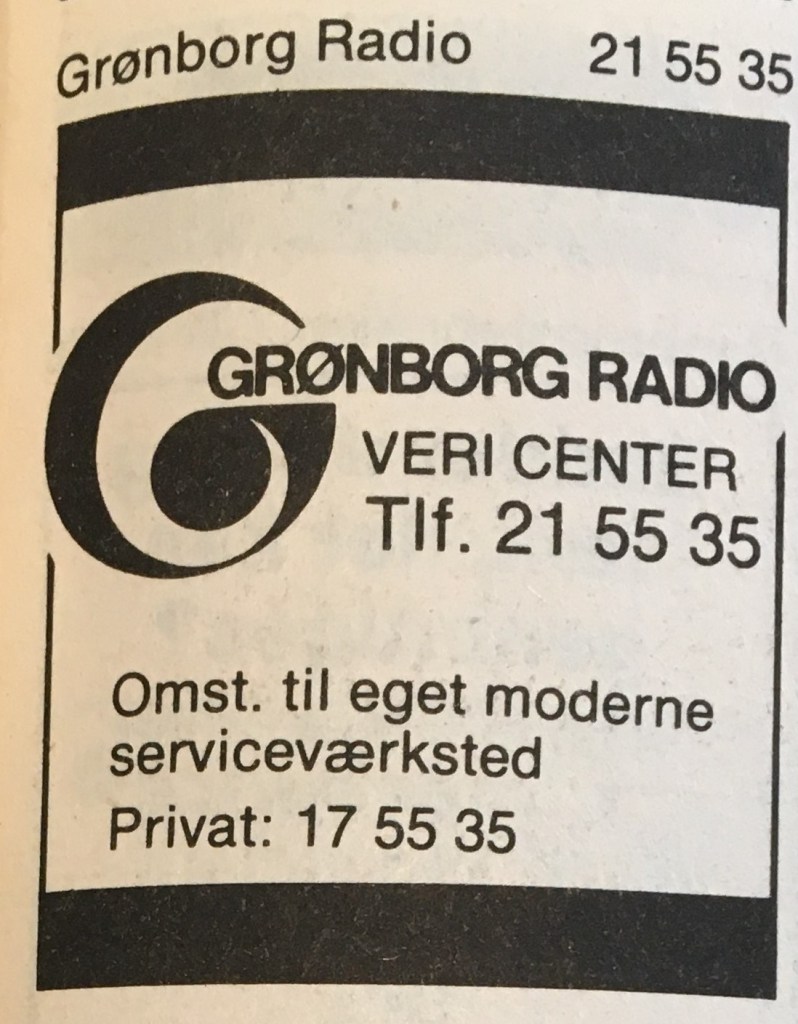 Grønborg Radio 21 55 35
GRØNBORG RADIO
VERI CENTER
Tlf. 21 55 35
Omst. til eget moderne
serviceværksted
Privat: 17 55 35